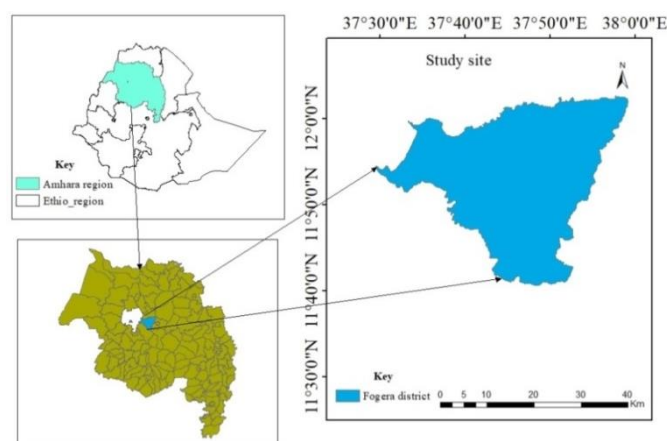 37°30'0"E 37°40'0"E 37°50'0"E 38°0'0"E
Study site
N
12°0'0"N
11°50'0"N
11°40'0"N
11°30'0"N
Key
Amhara region
Ethio_region
Key
Fogera district
0 5 10 20 30 40
Km